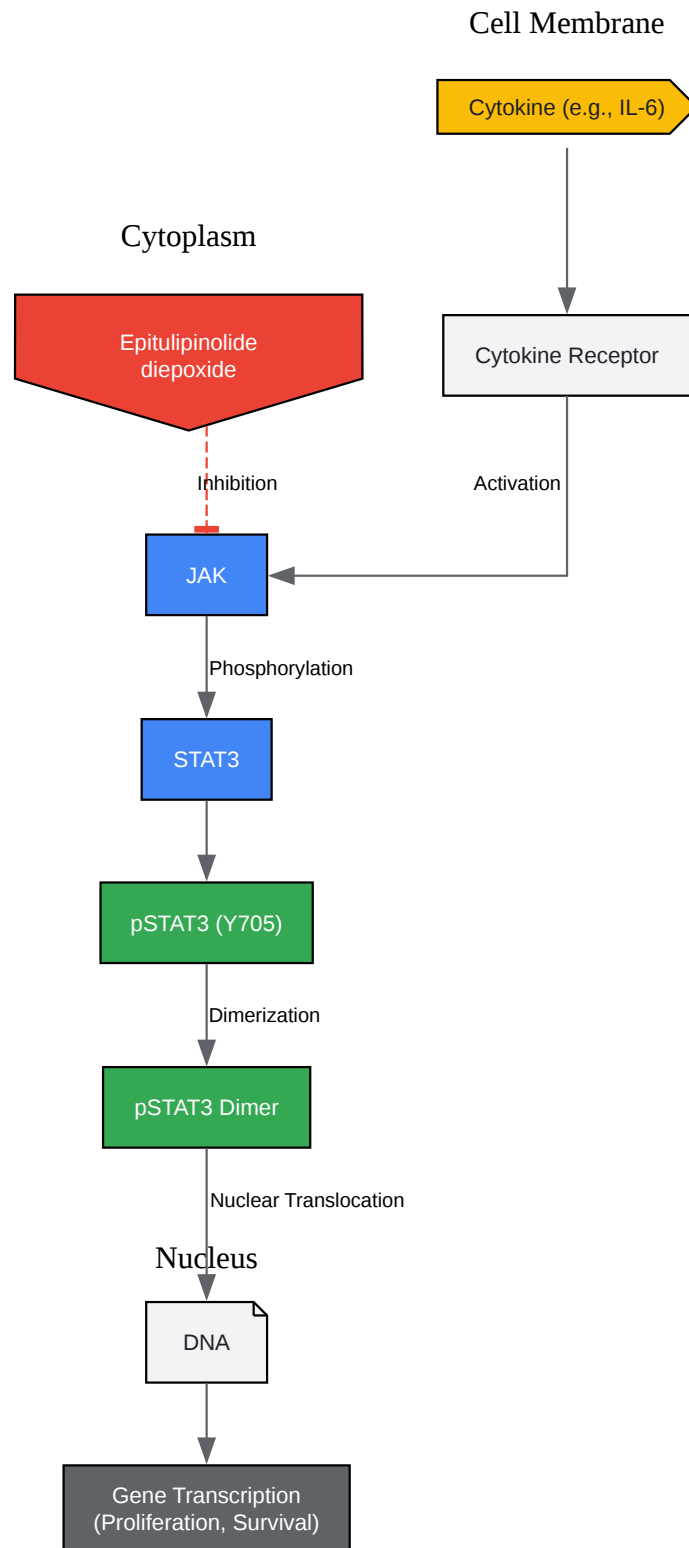 Cell Membrane
Cytokine (e.g., IL-6)
Cytoplasm
Epitulipinolide
diepoxide
Cytokine Receptor
Inhibition
Activation
JAK
Phosphorylation
STAT3
pSTAT3 (Y705)
Dimerization
pSTAT3 Dimer
Nuclear Translocation
Nucleus
DNA
Gene Transcription
(Proliferation, Survival)